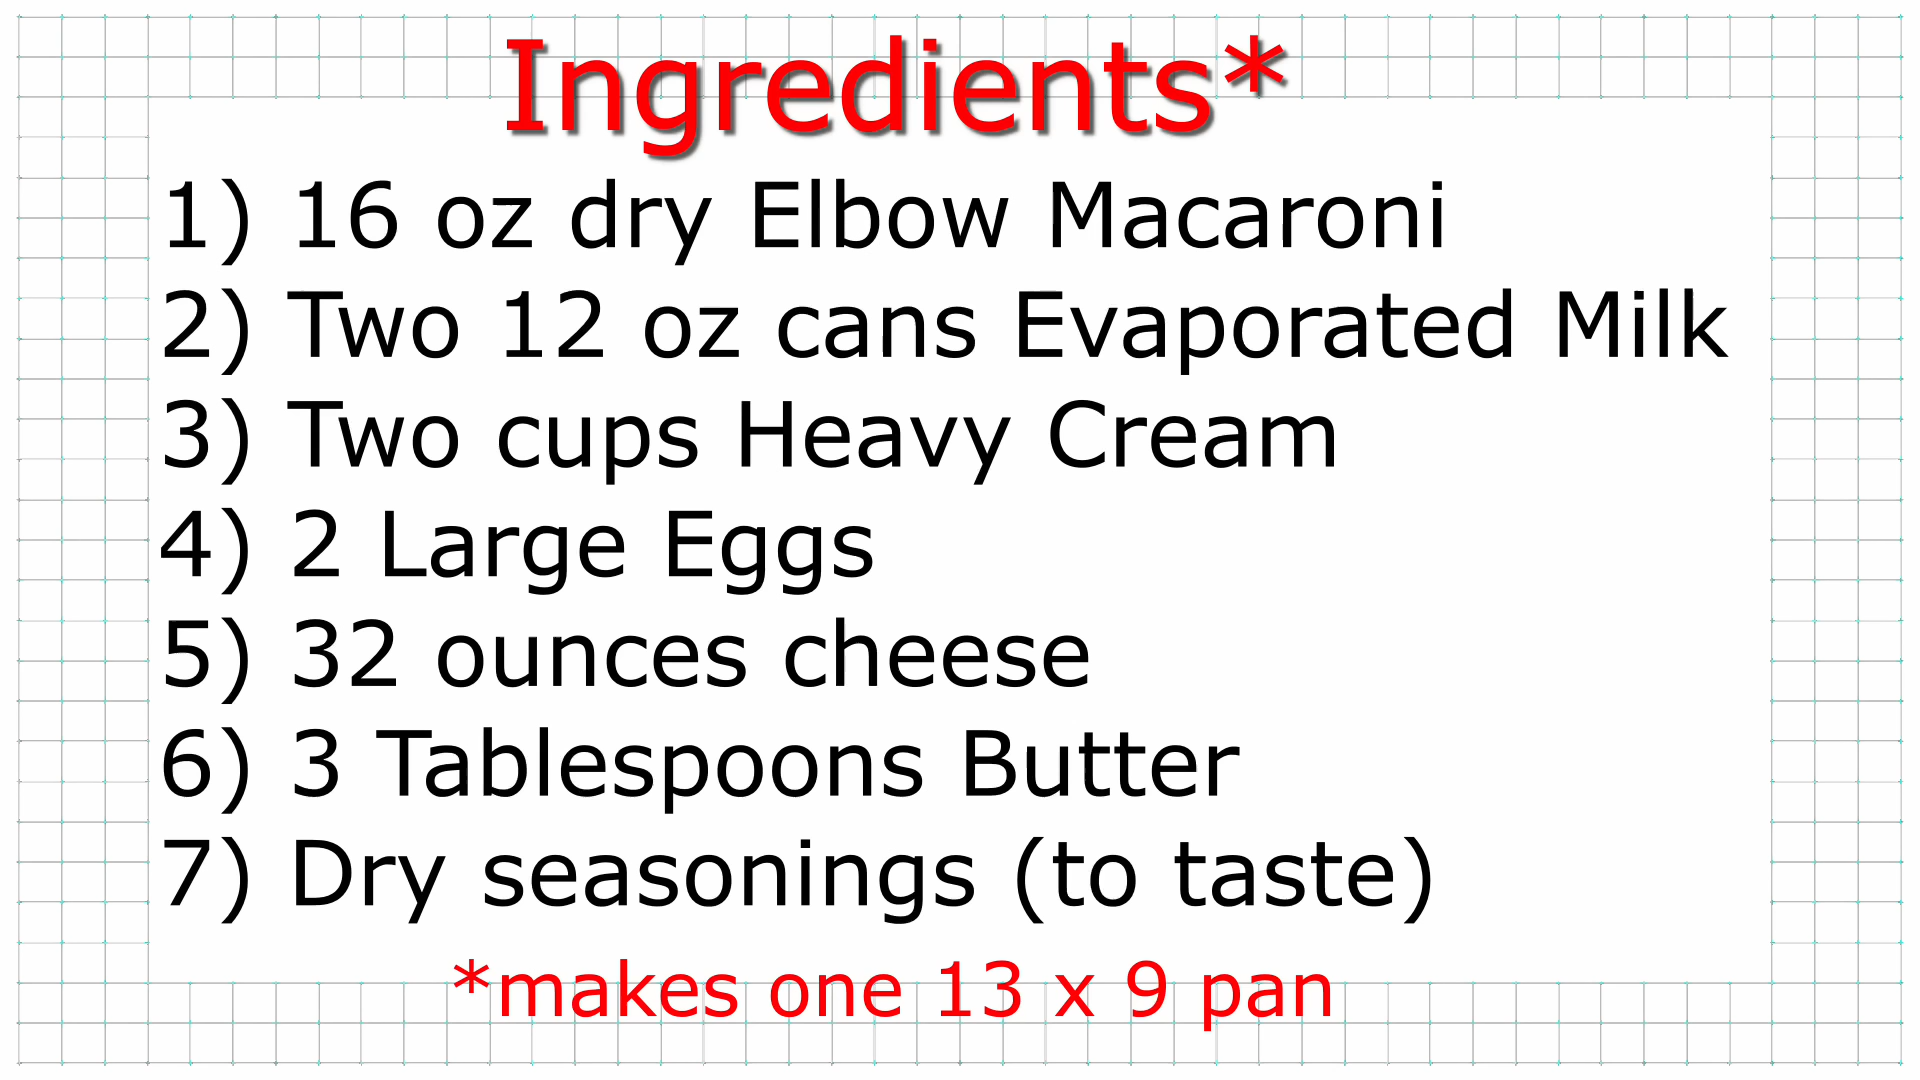 Ingredients*
1) 16 oz dry Elbow Macaroni
2) Two 12 oz cans Evaporated Milk
3) Two cups Heavy Cream
4) 2 Large Eggs
5) 32 ounces cheese
6) 3 Tablespoons Butter
7) Dry seasonings (to taste)
*makes one 13 x 9 pan